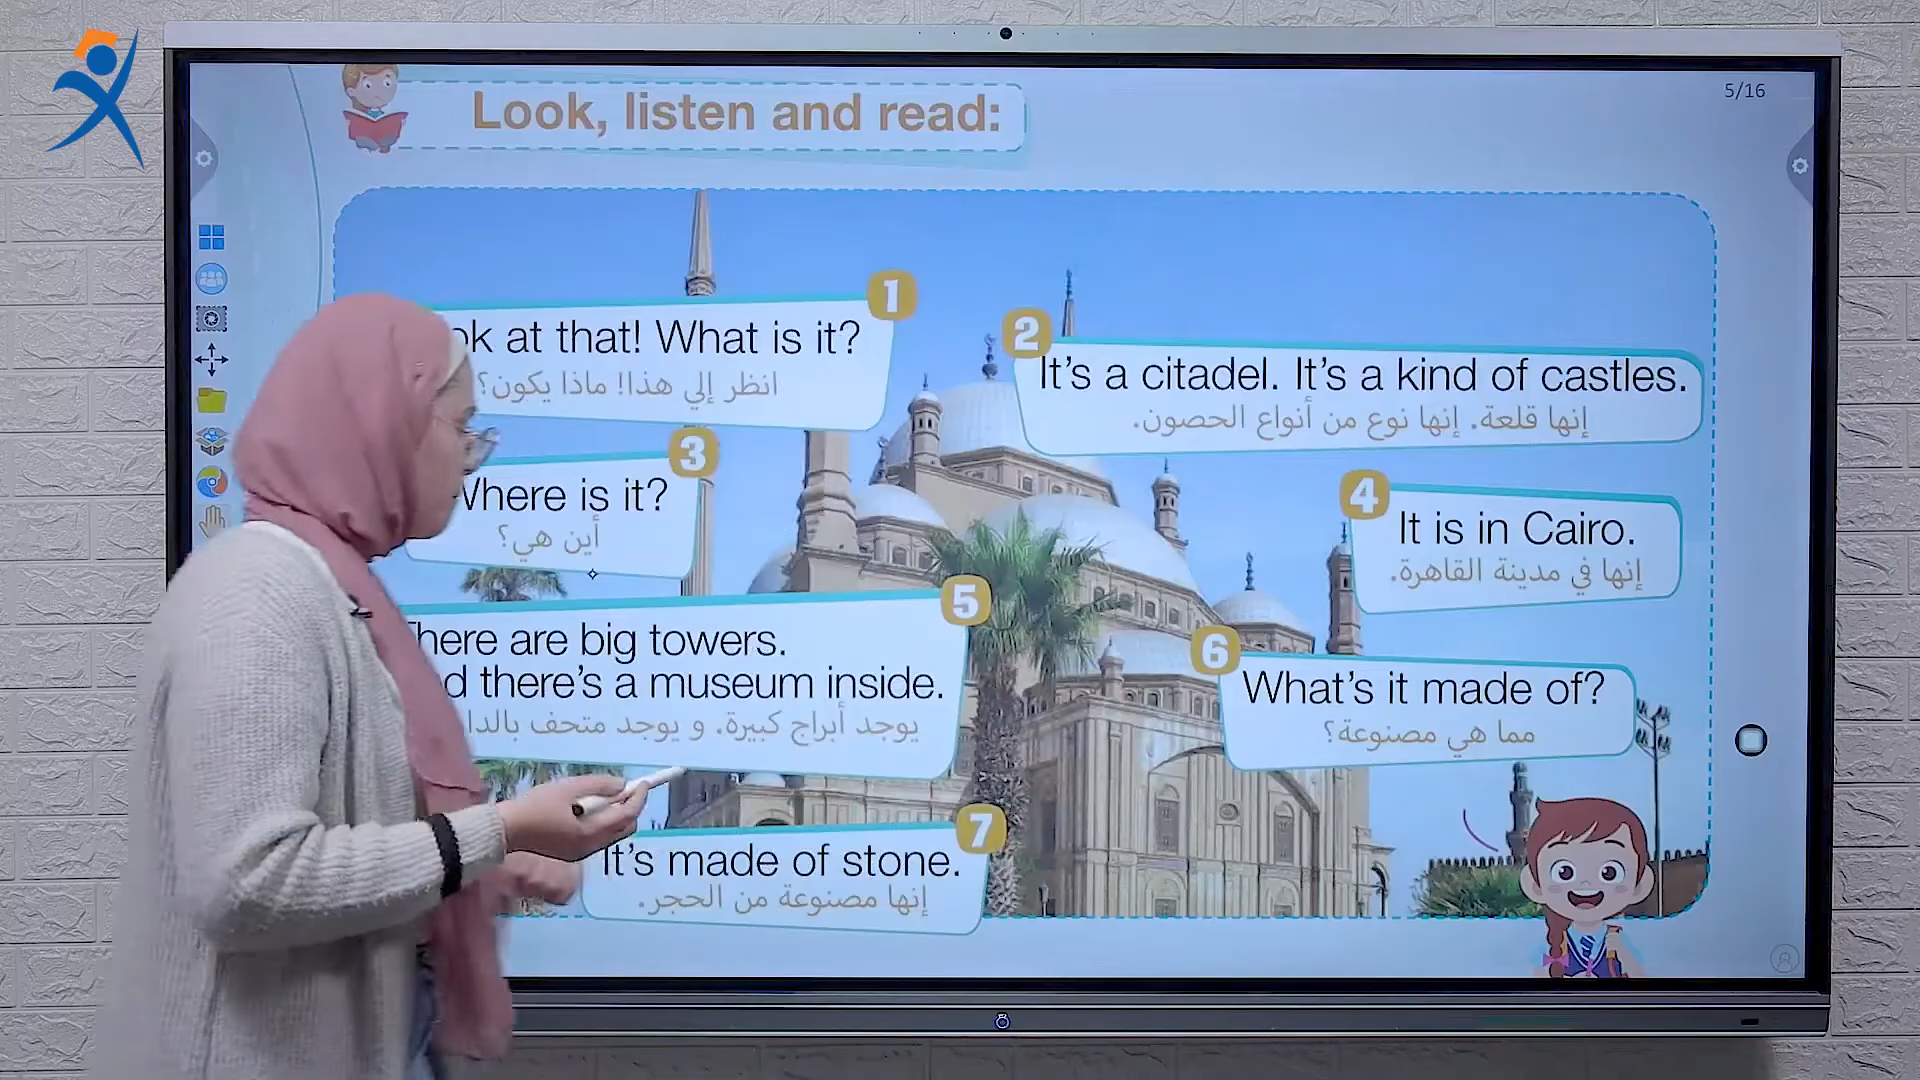 5/16
Look, listen and read:
1
at that! What is it?
انظر إلي هذا! ماذا يكون؟
2
It's a citadel. It's a kind of castles.
إنها قلعة. إنها نوع من أنواع الحصون.
3
Where is it?
أين هي؟
4
It is in Cairo.
إنها في مدينة القاهرة.
5
There are big towers.
there's a museum inside.
يوجد أبراج كبيرة. و يوجد متحف
6
What's it made of?
مما هي مصنوعة؟
7
It's made of stone.
إنها مصنوعة من الحجر.